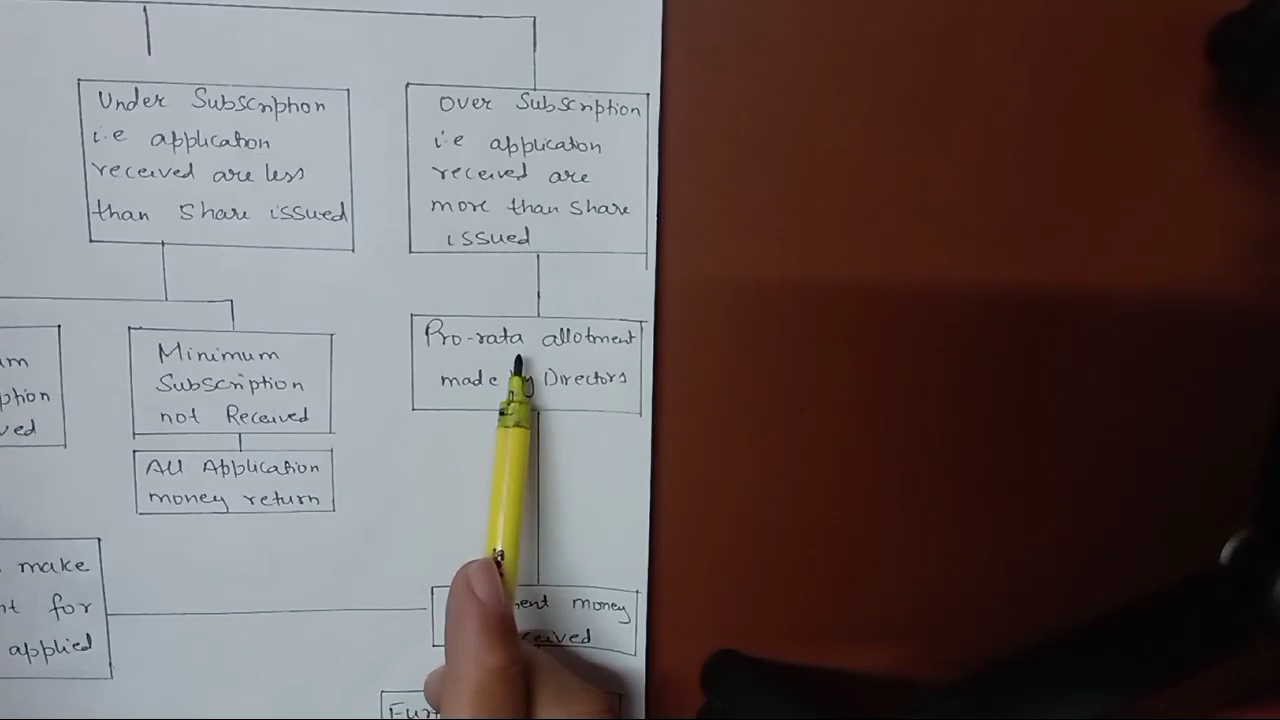 Under Subscription
i.e application
received are less
than share issued
Over Subscription
i.e application
received are
more than share
issued
Minimum
Subscription
not Received
All Application
money return
Pro-rata allotment
made by Directors
make
for
applied
money